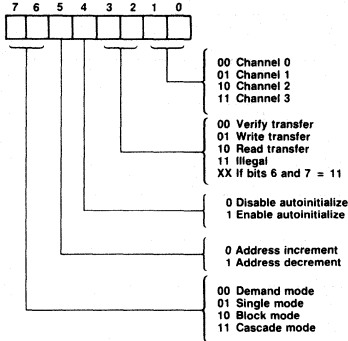 7 6 5 4 3 2 1 0
00 Channel 0
01 Channel 1
10 Channel 2
11 Channel 3
00 Verify transfer
01 Write transfer
10 Read transfer
11 Illegal
XX If bits 6 and 7 = 11
0 Disable autoinitialize
1 Enable autoinitialize
0 Address increment
1 Address decrement
00 Demand mode
01 Single mode
10 Block mode
11 Cascade mode